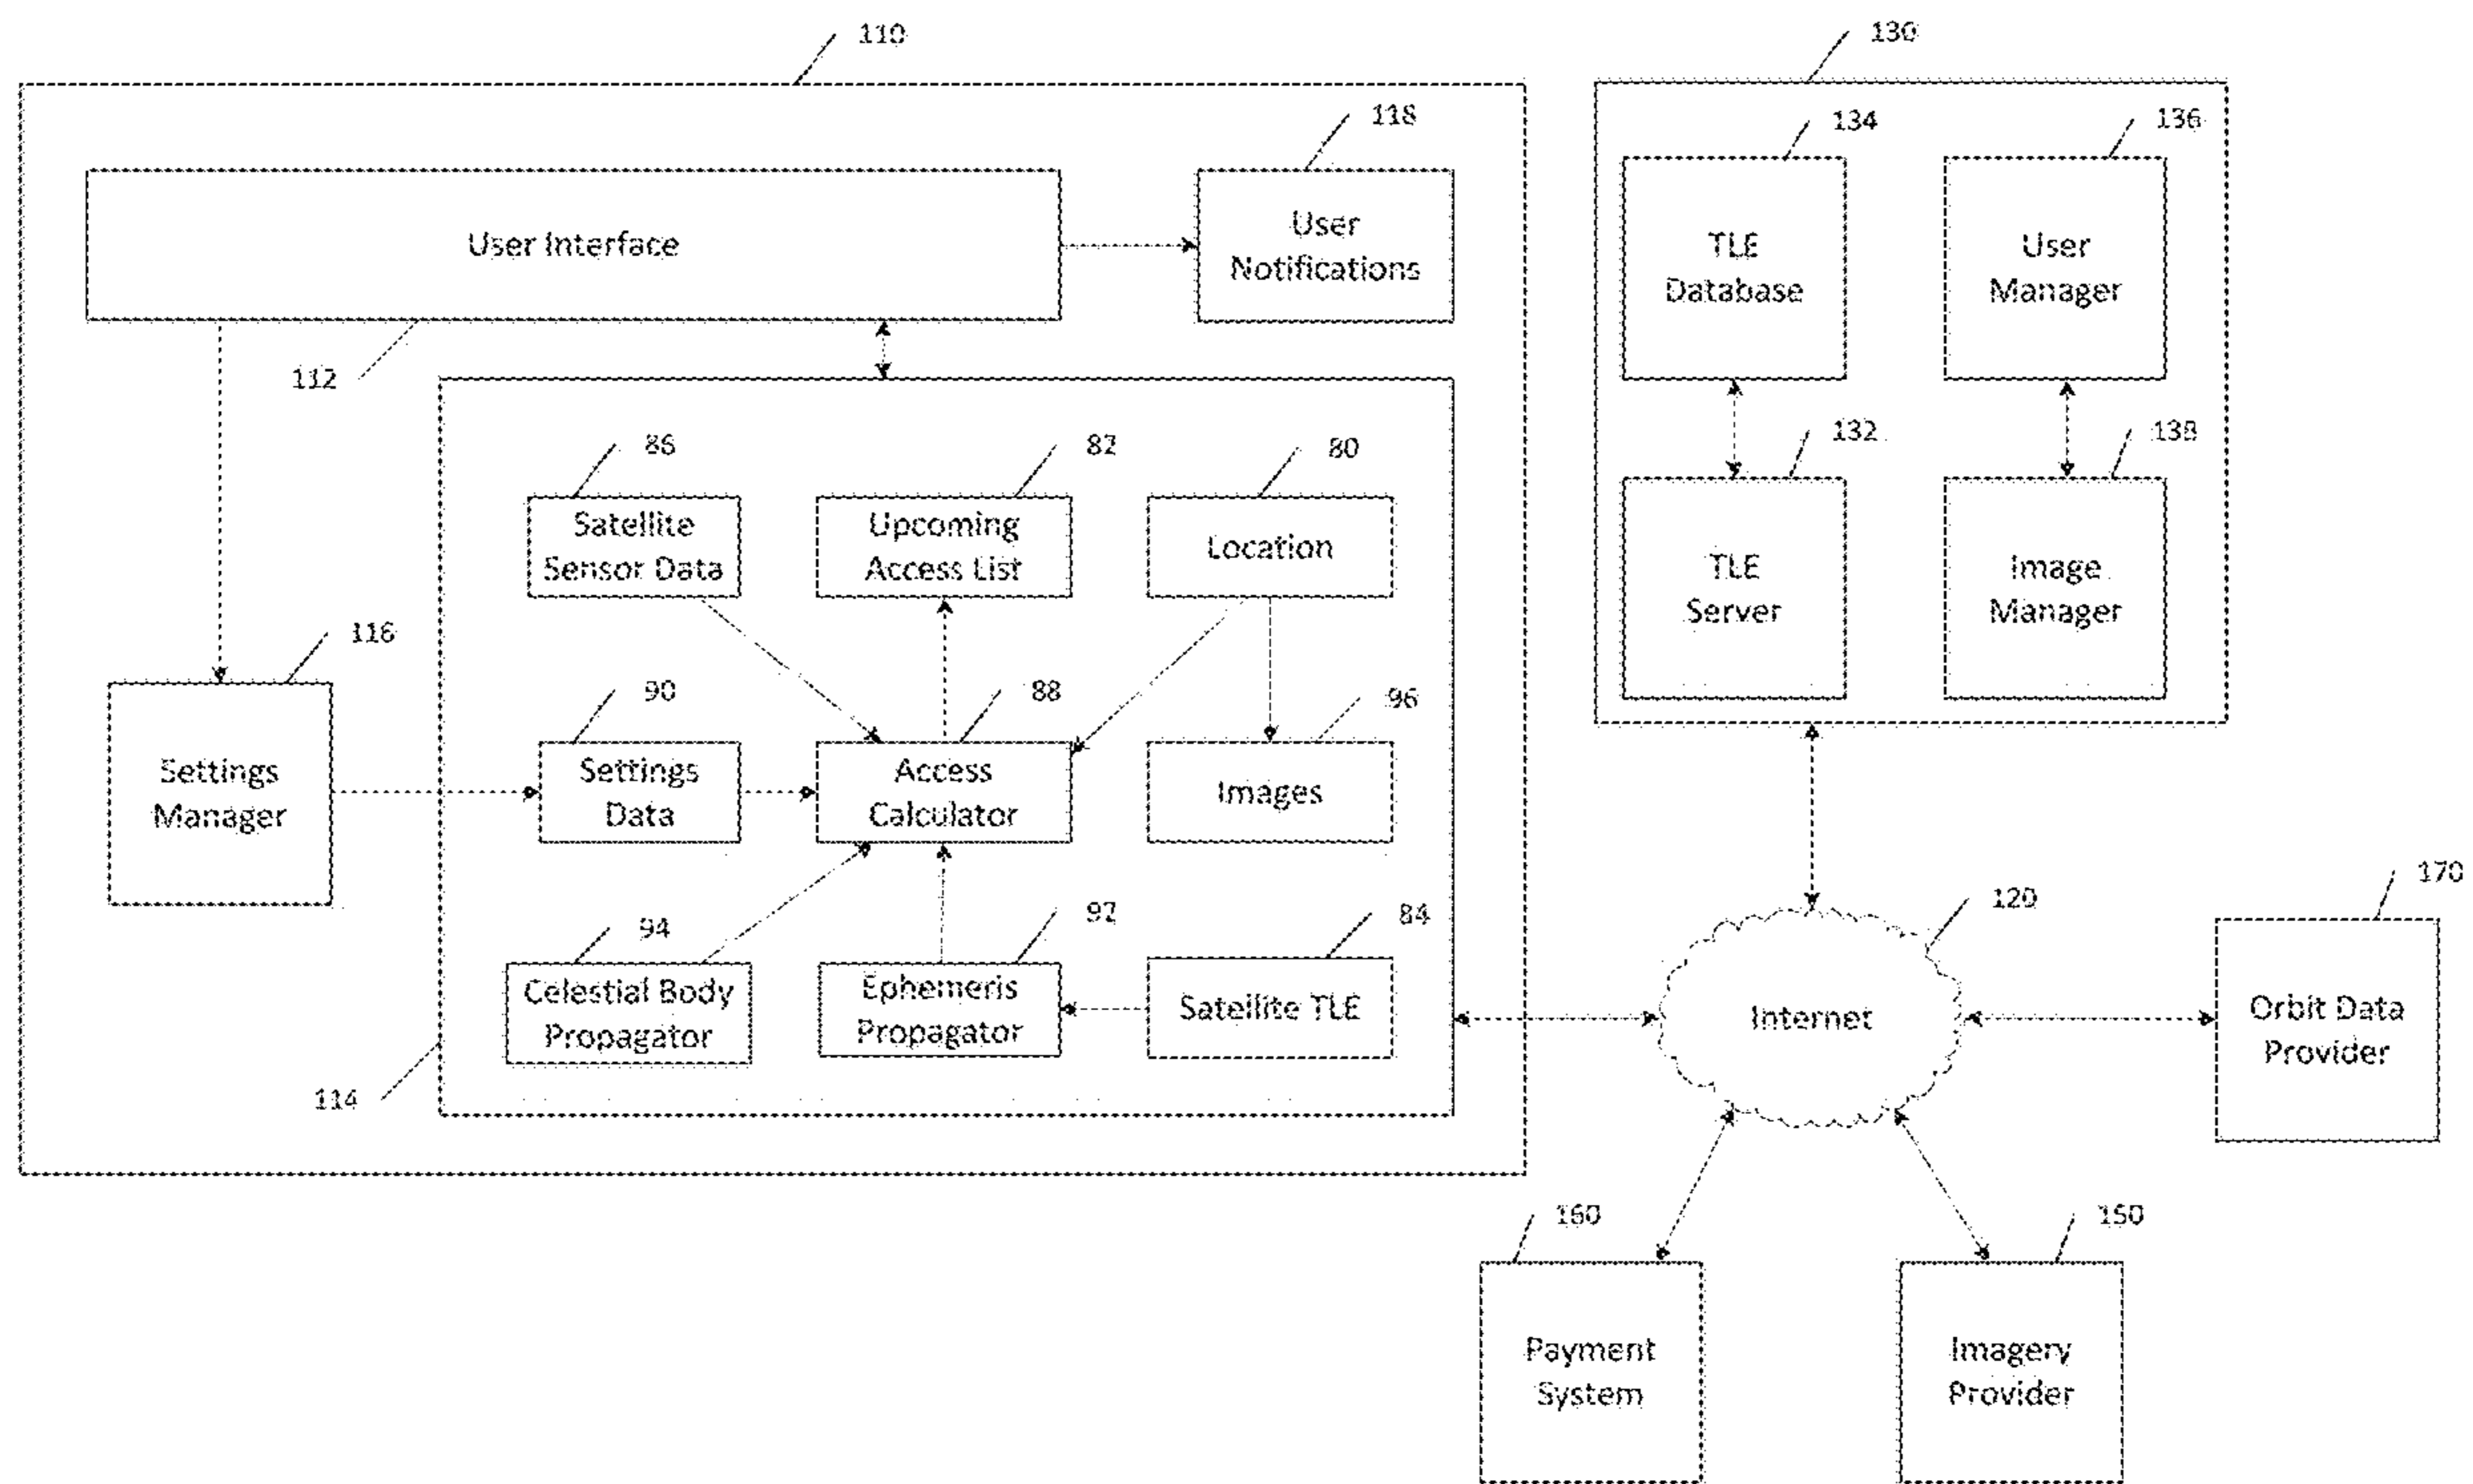 110
130
118
134
136
User Interface
User
Notifications
TLE
Database
User
Manager
112
86
82
80
132
138
Satellite
Sensor Data
Upcoming
Access List
Location
TLE
Server
Image
Manager
116
90
88
96
Settings
Manager
Settings
Data
Access
Calculator
Images
94
92
84
120
170
Celestial Body
Propagator
Ephemeris
Propagator
Satellite TLE
Internet
Orbit Data
Provider
114
160
150
Payment
System
Imagery
Provider